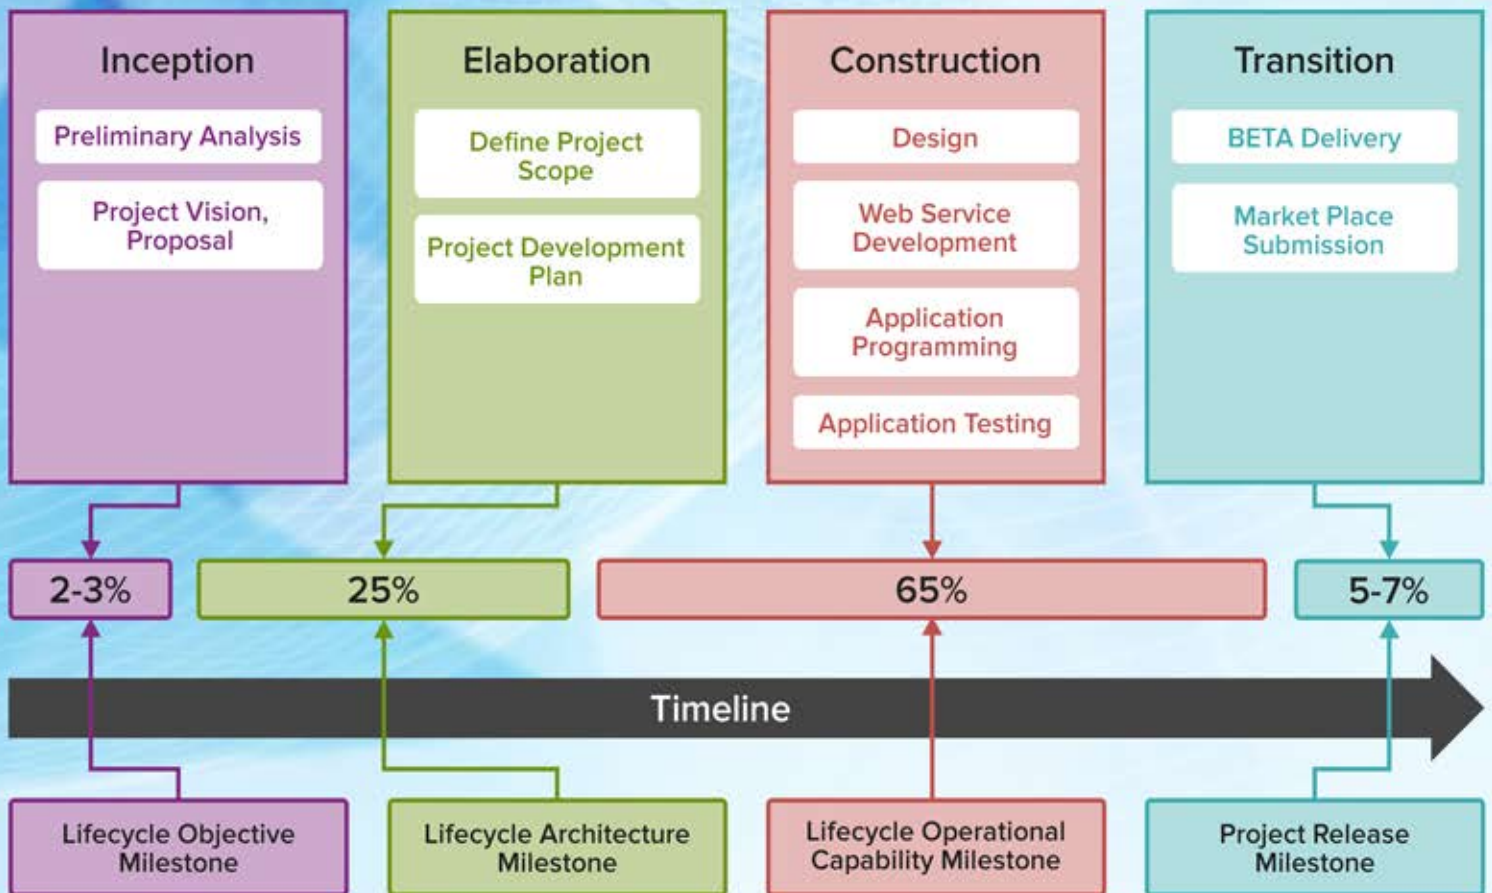 Inception
Preliminary Analysis
Project Vision,
Proposal
Elaboration
Define Project
Scope
Project Development
Plan
Construction
Design
Web Service
Development
Application
Programming
Application Testing
Transition
BETA Delivery
Market Place
Submission
2-3%
25%
65%
5-7%
Timeline
Lifecycle Objective
Milestone
Lifecycle Architecture
Milestone
Lifecycle Operational
Capability Milestone
Project Release
Milestone